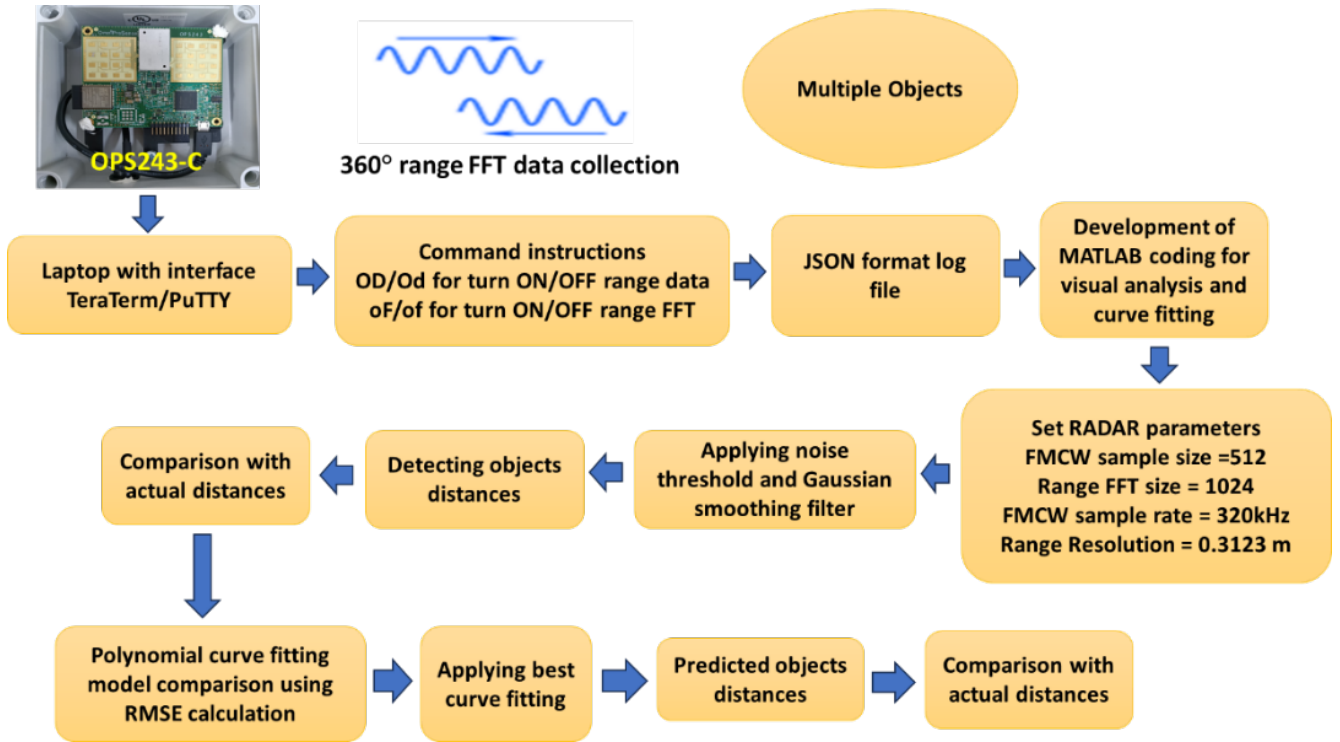 OPS243
OPS243-C
360° range FFT data collection
Multiple Objects
Laptop with interface
TeraTerm/PuTTY
Command instructions
OD/Od for turn ON/OFF range data
oF/of for turn ON/OFF range FFT
JSON format log
file
Development of
MATLAB coding for
visual analysis and
curve fitting
Set RADAR parameters
FMCW sample size =512
Range FFT size = 1024
FMCW sample rate = 320kHz
Range Resolution = 0.3123 m
Applying noise
threshold and Gaussian
smoothing filter
Detecting objects
distances
Comparison with
actual distances
Polynomial curve fitting
model comparison using
RMSE calculation
Applying best
curve fitting
Predicted objects
distances
Comparison with
actual distances